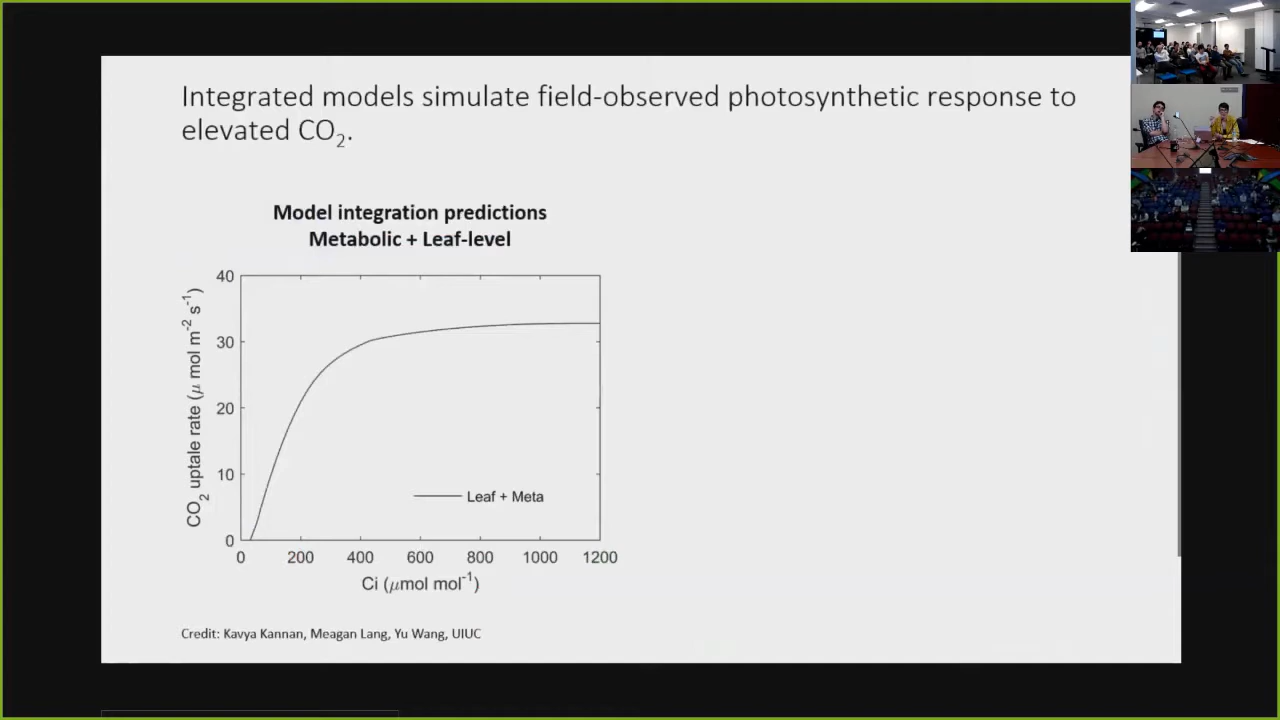 Integrated models simulate field-observed photosynthetic response to
elevated CO2.
Model integration predictions
Metabolic + Leaf-level
CO2 uptale rate (μ mol m-2 s-1)
40
30
20
10
0
Leaf + Meta
0 200 400 600 800 1000 1200
Ci (μmol mol-1)
Credit: Kavya Kannan, Meagan Lang, Yu Wang, UIUC